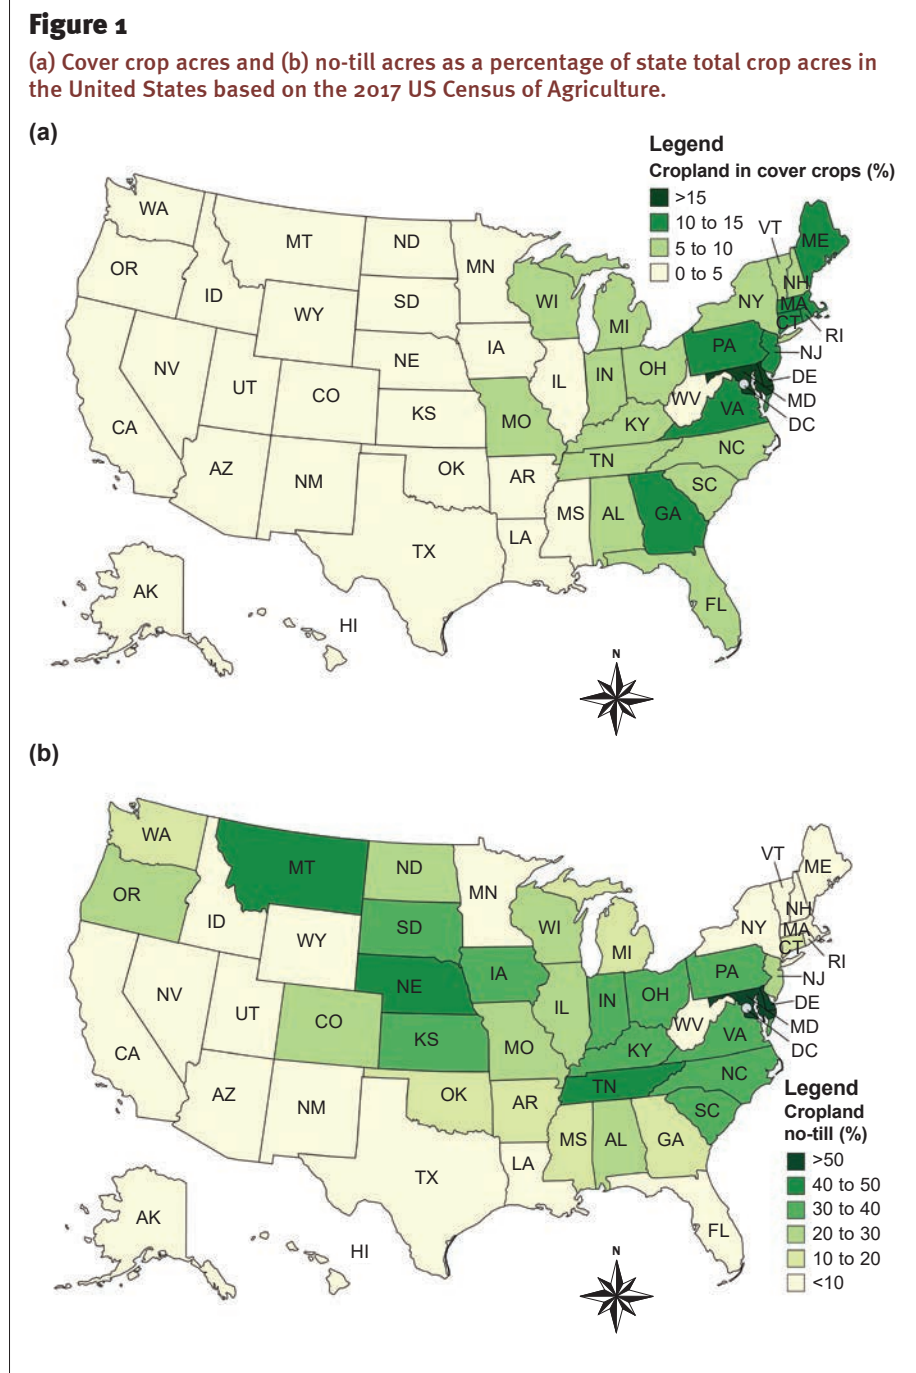 Figure 1
(a) Cover crop acres and (b) no-till acres as a percentage of state total crop acres in
the United States based on the 2017 US Census of Agriculture.
(a)
Legend
Cropland in cover crops (%)
>15
10 to 15
5 to 10
0 to 5
WA
MT
ND
MN
OR
ID
WY
SD
WI
MI
NY
VT
ME
NH
MA
CT
RI
NV
UT
CO
NE
IA
IL
IN
OH
PA
NJ
DE
MD
DC
CA
AZ
NM
KS
MO
KY
WV
VA
OK
AR
TN
NC
SC
TX
LA
MS
AL
GA
FL
AK
HI
N
(b)
WA
MT
ND
MN
OR
ID
WY
SD
WI
MI
NY
VT
ME
NH
MA
CT
RI
NV
UT
CO
NE
IA
IL
IN
OH
PA
NJ
DE
MD
DC
CA
AZ
NM
KS
MO
KY
WV
VA
OK
AR
TN
NC
SC
TX
LA
MS
AL
GA
FL
AK
HI
N
Legend
Cropland
no-till (%)
>50
40 to 50
30 to 40
20 to 30
10 to 20
<10